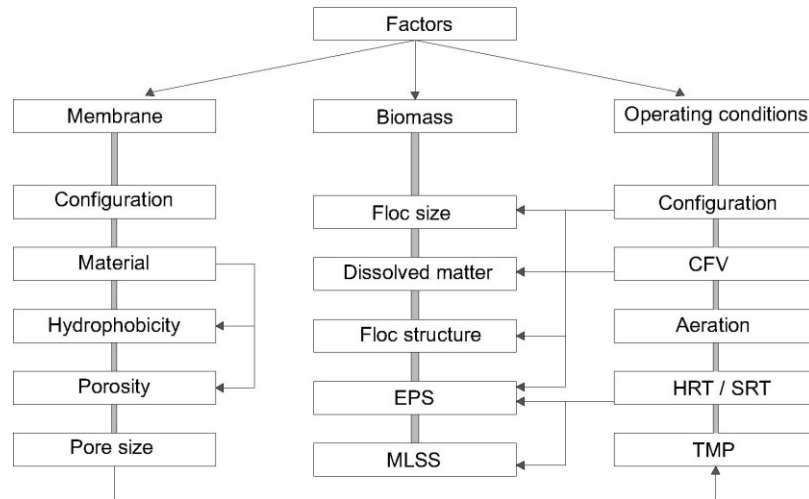 Factors
Membrane
Configuration
Material
Hydrophobicity
Porosity
Pore size
Biomass
Floc size
Dissolved matter
Floc structure
EPS
MLSS
Operating conditions
Configuration
CFV
Aeration
HRT / SRT
TMP